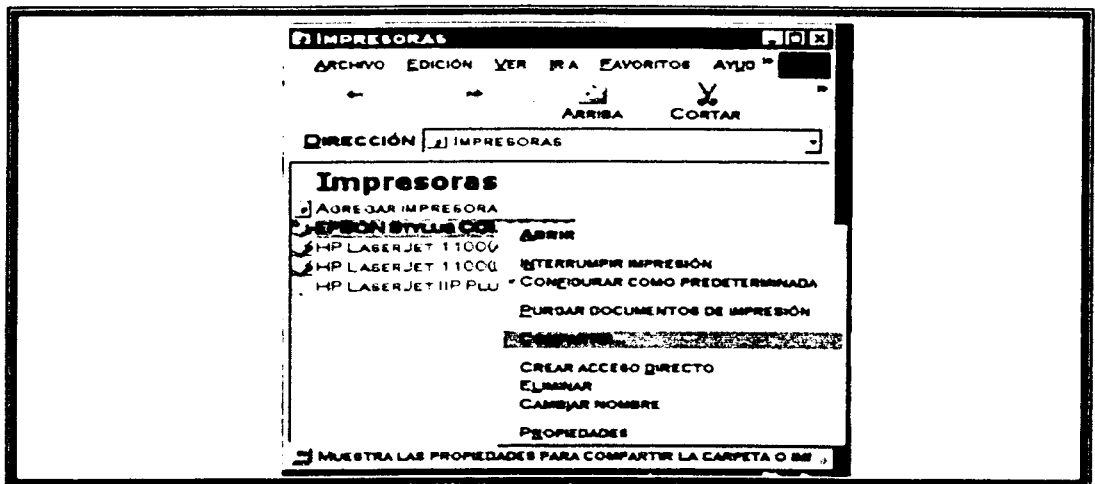 IMPRESORAS
ARCHIVO EDICIÓN VER IR A FAVORITOS AYUD »
ARRIBA CORTAR »
DIRECCIÓN IMPRESORAS
Impresoras
AGREGAR IMPRESORA
EPSON STYLUS COL
HP LASERJET 1100
HP LASERJET 1100
HP LASERJET IIP PLU
ABRIR
INTERRUMPIR IMPRESIÓN
CONFIGURAR COMO PREDETERMINADA
PURGAR DOCUMENTOS DE IMPRESIÓN
COMPARTIR...
CREAR ACCESO DIRECTO
ELIMINAR
CAMBIAR NOMBRE
PROPIEDADES
MUESTRA LAS PROPIEDADES PARA COMPARTIR LA CARPETA O IM